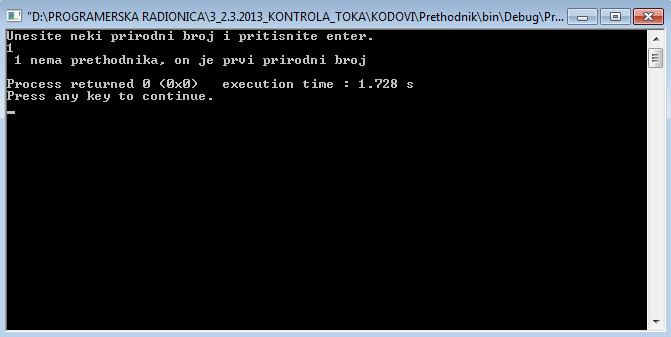 "D:\PROGRAMERSKA RADIONICA\3_2.3.2013_KONTROLA_TOKA\KODOVI\Prethodnik\bin\Debug\Pr...
Unesite neki prirodni broj i pritisnite enter.
1
 1 nema prethodnika, on je prvi prirodni broj
Process returned 0 (0x0)   execution time : 1.728 s
Press any key to continue.